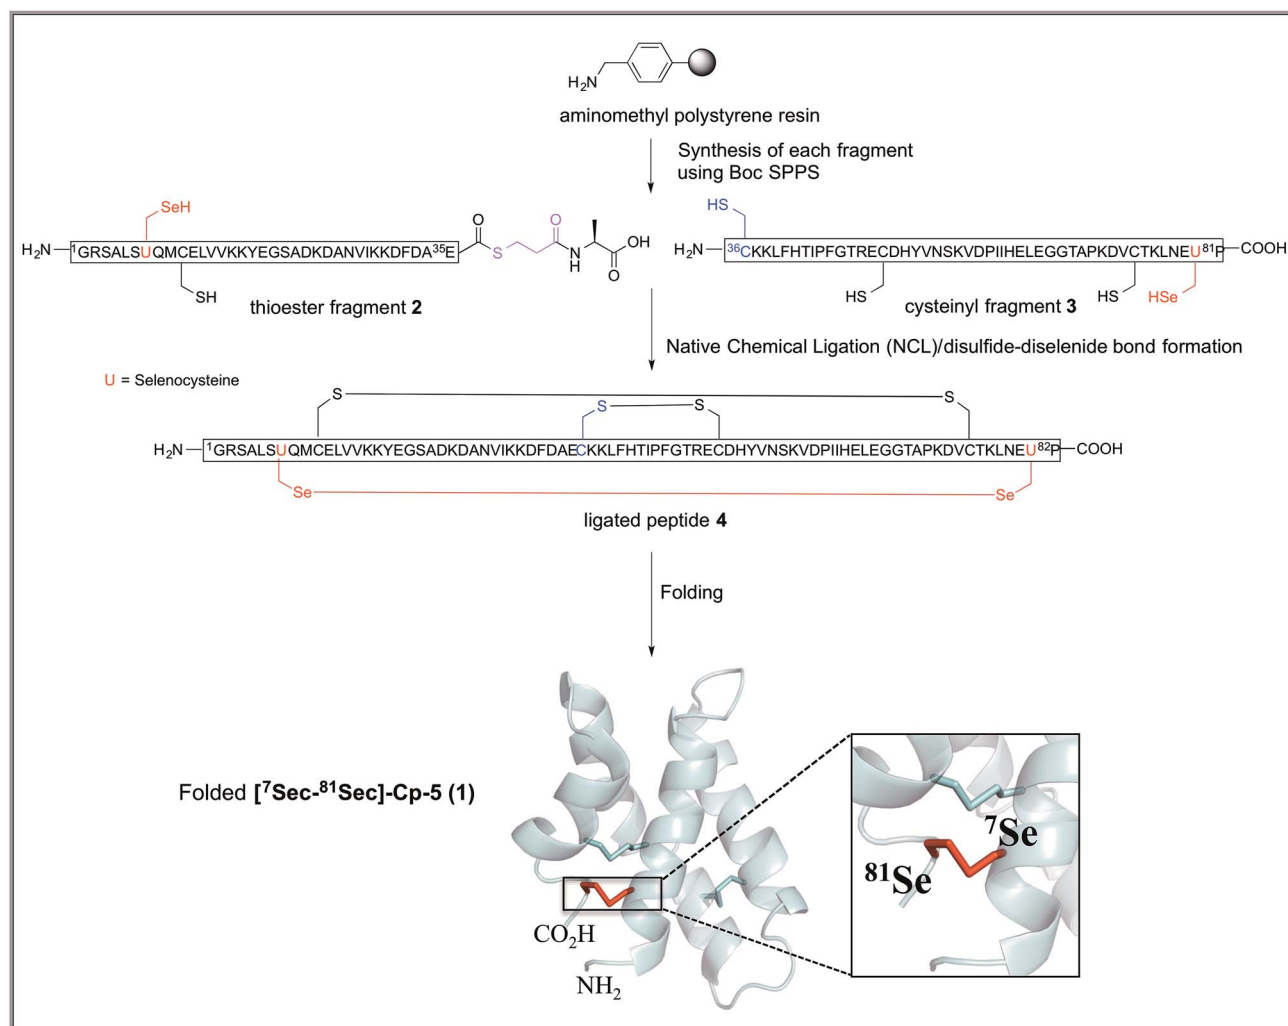 H₂N
aminomethyl polystyrene resin
Synthesis of each fragment
using Boc SPPS
SeH
H₂N ¹GRSALSUQMCELVVKKYEGSADKDANVIKKDFDA³⁵E
O
S
O
N
H
OH
O
SH
thioester fragment 2
HS
H₂N ³⁶CKKLFHTIPFGTRECDHYVNSKVDPIIHELEGGTAPKDVCTKLNEU⁸¹P COOH
HS
HS
HSe
cysteinyl fragment 3
Native Chemical Ligation (NCL)/disulfide-diselenide bond formation
U = Selenocysteine
S
S
S
S
H₂N ¹GRSALSUQMCELVVKKYEGSADKDANVIKKDFDAECKKLFHTIPFGTRECDHYVNSKVDPIIHELEGGTAPKDVCTKLNEU⁸²P COOH
Se
Se
ligated peptide 4
Folding
Folded [⁷Sec-⁸¹Sec]-Cp-5 (1)
CO₂H
NH₂
⁷Se
⁸¹Se